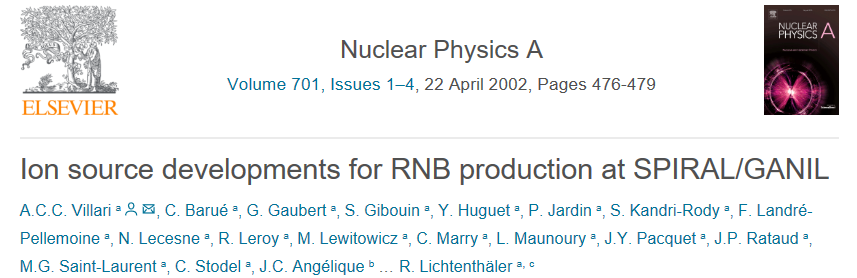 Nuclear Physics A
Volume 701, Issues 1–4, 22 April 2002, Pages 476-479
ELSEVIER
NUCLEAR
PHYSICS A
Ion source developments for RNB production at SPIRAL/GANIL
A.C.C. Villari ᵃ, C. Barué ᵃ, G. Gaubert ᵃ, S. Gibouin ᵃ, Y. Huguet ᵃ, P. Jardin ᵃ, S. Kandri-Rody ᵃ, F. Landré-
Pellemoine ᵃ, N. Lecesne ᵃ, R. Leroy ᵃ, M. Lewitowicz ᵃ, C. Marry ᵃ, L. Maunoury ᵃ, J.Y. Pacquet ᵃ, J.P. Rataud ᵃ,
M.G. Saint-Laurent ᵃ, C. Stodel ᵃ, J.C. Angélique ᵇ … R. Lichtenthäler ᵃ, ᶜ